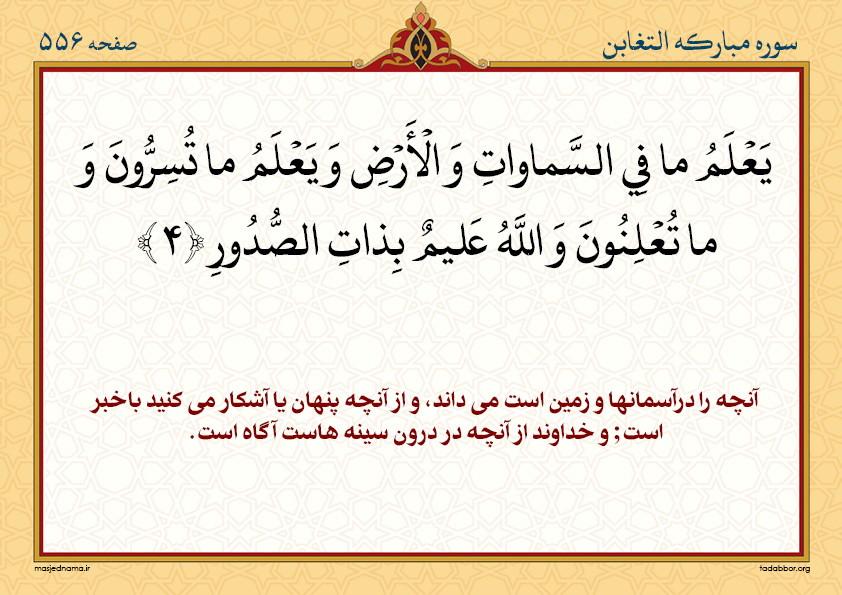 سوره مبارکه التغابن
صفحه ۵۵۶
يَعْلَمُ ما فِي السَّماواتِ وَ الْأَرْضِ وَ يَعْلَمُ ما تُسِرُّونَ وَ
ما تُعْلِنُونَ وَ اللَّهُ عَليمٌ بِذاتِ الصُّدُورِ ﴿۴﴾
آنچه را درآسمانها و زمین است می داند، و از آنچه پنهان یا آشکار می کنید باخبر
است; و خداوند از آنچه در درون سینه هاست آگاه است.
masjednama.ir
tadabbor.org